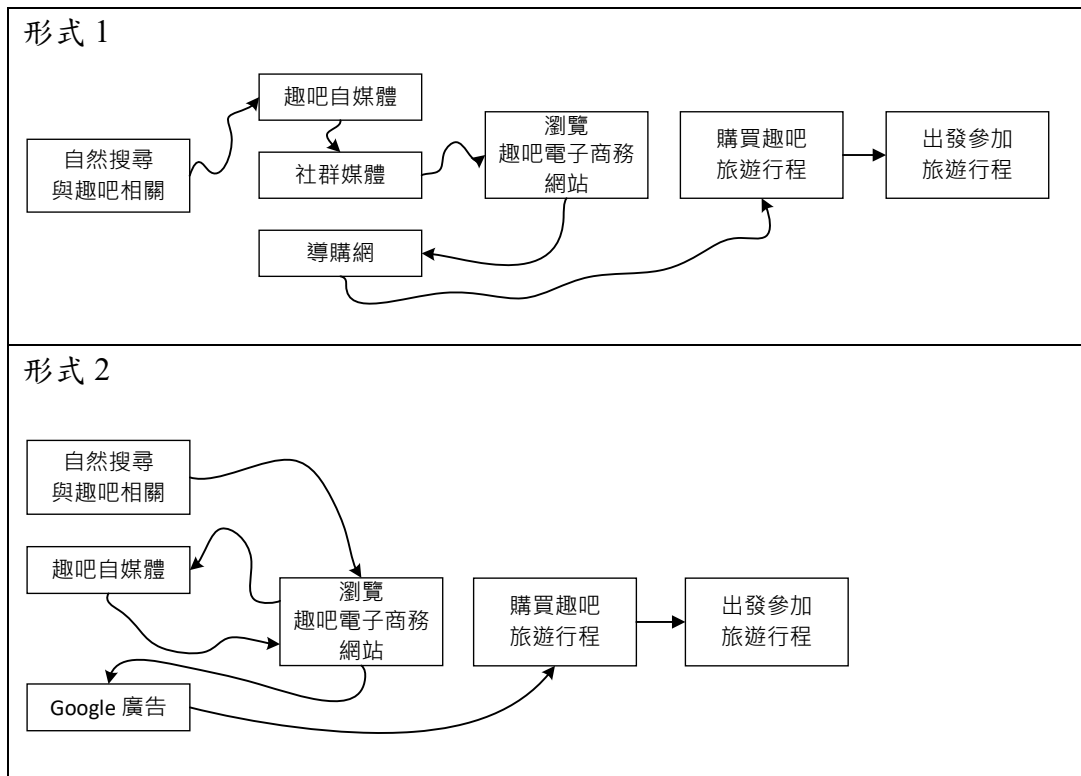 形式 1
趣吧自媒體
自然搜尋
與趣吧相關
社群媒體
瀏覽
趣吧電子商務
網站
購買趣吧
旅遊行程
出發參加
旅遊行程
導購網
形式 2
自然搜尋
與趣吧相關
趣吧自媒體
瀏覽
趣吧電子商務
網站
購買趣吧
旅遊行程
出發參加
旅遊行程
Google 廣告